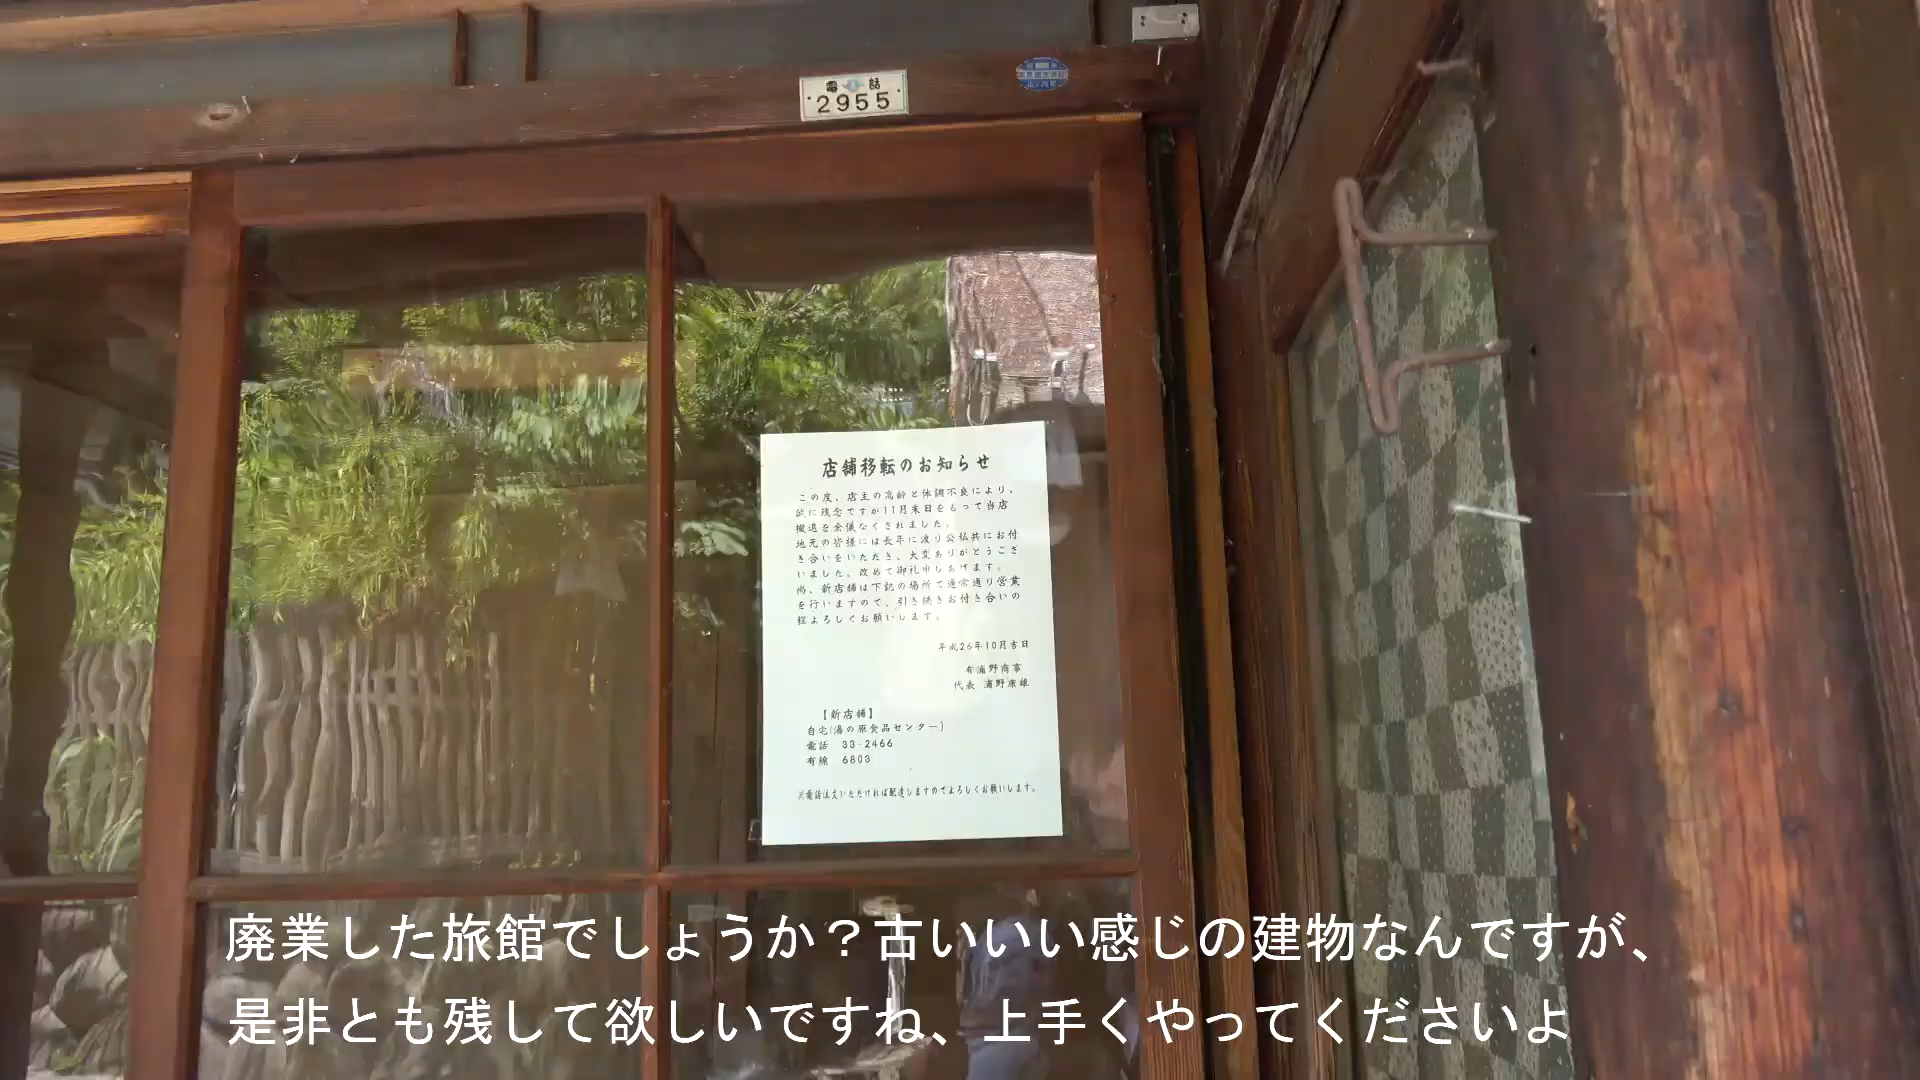 電話
2955
山ノ内町
店舗移転のお知らせ
この度、店主の高齢と体調不良により、
誠に残念ですが11月末日をもって当店
撤退を余儀なくされました。
地元の皆様には長年に渡り公私共にお付
き合いをいただき、大変ありがとうござ
いました。改めて御礼申しあげます。
尚、新店舗は下記の場所で通常通り営業
を行いますので、引き続きお付き合いの
程よろしくお願いします。
平成26年10月吉日
有浦野商事
代表 浦野康雄
【新店舗】
自宅(湯の原食品センター)
電話 33-2466
有線 6803
※電話注文いただければ配達しますのでよろしくお願いします。
廃業した旅館でしょうか？古いいい感じの建物なんですが、
是非とも残して欲しいですね、上手くやってくださいよ